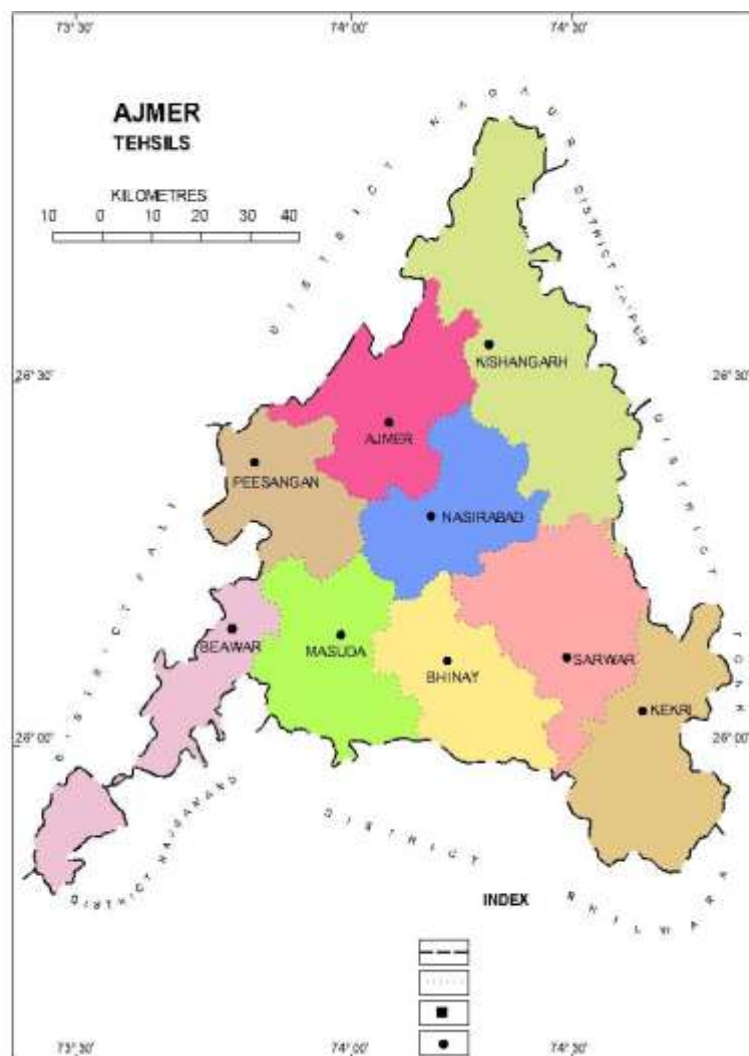 73° 30' 74° 00' 74° 30'
AJMER
TEHSILS
KILOMETRES
10 0 10 20 30 40
DISTRICT NAGAUR
DISTRICT JAIPUR
KISHANGARH
26° 30' 26° 30'
AJMER
PEESANGAN
NASIRABAD
DISTRICT PALI
DISTRICT TONK
BEAWAR
MASUDA
BHINAY
SARWAR
KEKRI
26° 00' 26° 00'
DISTRICT RAJSAMAND
DISTRICT BHILWARA
INDEX
73° 30' 74° 00' 74° 30'